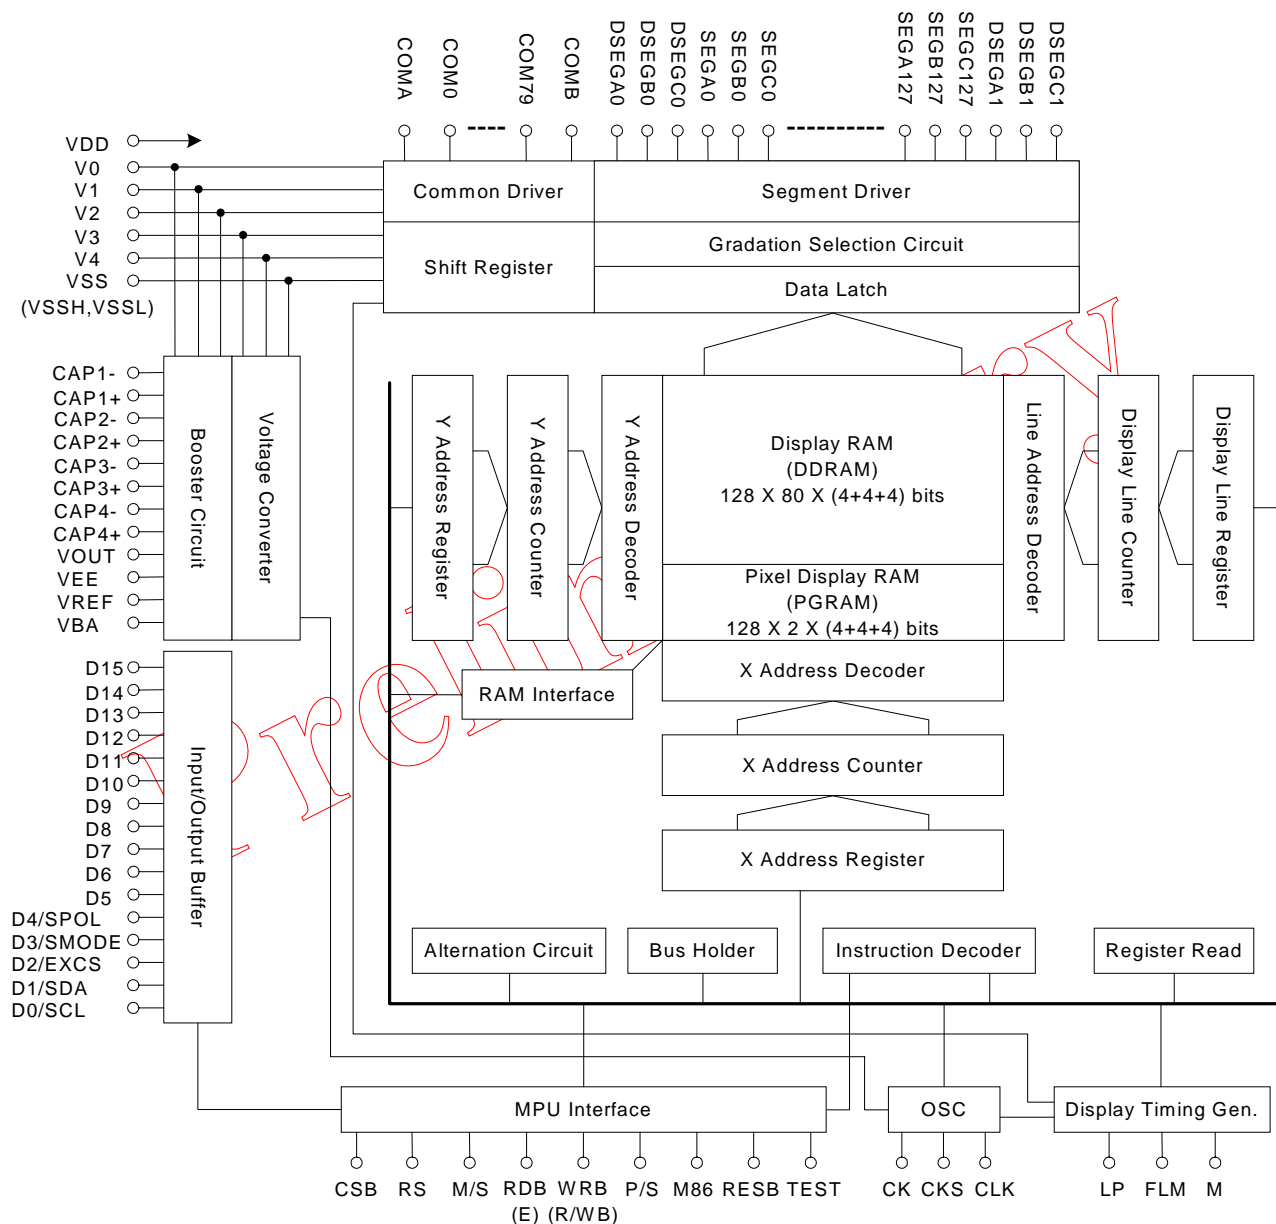 COMA
COM0
COM79
COMB
DSEGA0
DSEGB0
DSEGC0
SEGA0
SEGB0
SEGC0
SEGA127
SEGB127
SEGC127
DSEGA1
DSEGB1
DSEGC1
VDD
V0
V1
V2
V3
V4
VSS
(VSSH,VSSL)
Common Driver
Segment Driver
Shift Register
Gradation Selection Circuit
Data Latch
CAP1-
CAP1+
CAP2-
CAP2+
CAP3-
CAP3+
CAP4-
CAP4+
VOUT
VEE
VREF
VBA
Booster Circuit
Voltage Converter
Y Address Register
Y Address Counter
Y Address Decoder
Display RAM
(DDRAM)
128 X 80 X (4+4+4) bits
Pixel Display RAM
(PGRAM)
128 X 2 X (4+4+4) bits
Line Address Decoder
Display Line Counter
Display Line Register
X Address Decoder
RAM Interface
X Address Counter
X Address Register
D15
D14
D13
D12
D11
D10
D9
D8
D7
D6
D5
D4/SPOL
D3/SMODE
D2/EXCS
D1/SDA
D0/SCL
Input/Output Buffer
Alternation Circuit
Bus Holder
Instruction Decoder
Register Read
MPU Interface
OSC
Display Timing Gen.
CSB
RS
M/S
RDB
(E)
WRB
(R/WB)
P/S
M86
RESB
TEST
CK
CKS
CLK
LP
FLM
M